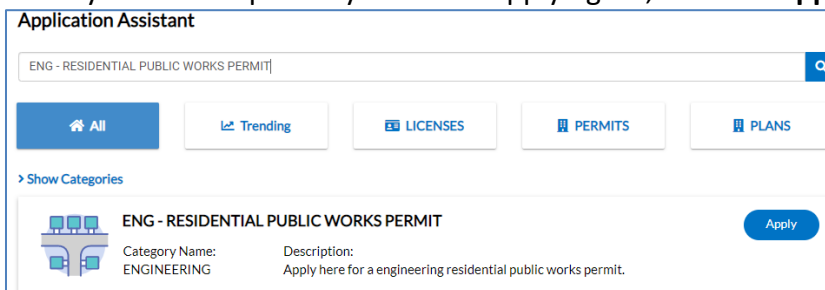 Application Assistant
ENG - RESIDENTIAL PUBLIC WORKS PERMIT
All
Trending
LICENSES
PERMITS
PLANS
> Show Categories
ENG - RESIDENTIAL PUBLIC WORKS PERMIT
Apply
Category Name: Description:
ENGINEERING Apply here for a engineering residential public works permit.